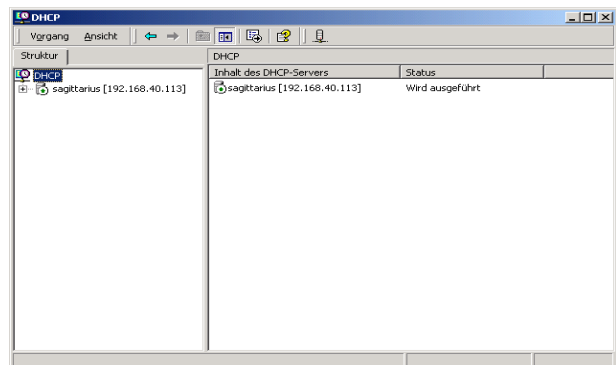 DHCP
Vorgang Ansicht
Struktur DHCP
DHCP Inhalt des DHCP-Servers Status
sagittarius [192.168.40.113] sagittarius [192.168.40.113] Wird ausgeführt